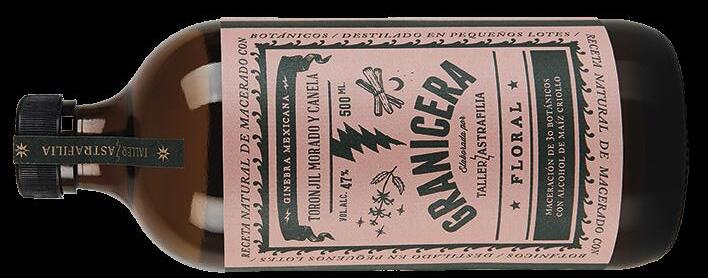 TALLER ASTRAFILIA
BOTÁNICOS / DESTILADO EN PEQUEÑOS LOTES /
RECETA NATURAL DE MACERADO CON
RECETA NATURAL DE MACERADO CON
BOTÁNICOS / DESTILADO EN PEQUEÑOS LOTES /
GINEBRA MEXICANA
TORONJIL MORADO Y CANELA
VOL. ALC. 47%
500 ML.
GRANICERA
Elaborada por
TALLER ASTRAFILIA
FLORAL
MACERACIÓN DE 30 BOTÁNICOS
CON ALCOHOL DE MAÍZ CRIOLLO